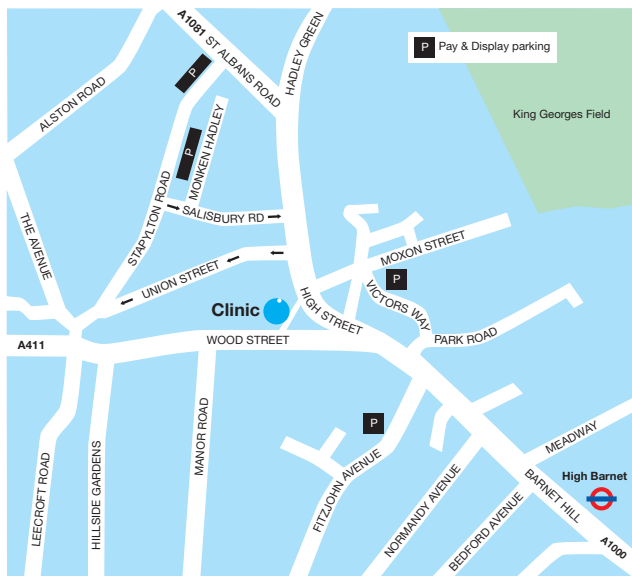 A1081 ST ALBANS ROAD
HADLEY GREEN
P Pay & Display parking
P
ALSTON ROAD
King Georges Field
P
MONKEN HADLEY
STAPYLTON ROAD
SALISBURY RD
THE AVENUE
MOXON STREET
UNION STREET
P
VICTORS WAY
Clinic
HIGH STREET
A411
WOOD STREET
PARK ROAD
MANOR ROAD
P
MEADWAY
LEECROFT ROAD
HILLSIDE GARDENS
FITZJOHN AVENUE
NORMANDY AVENUE
BEDFORD AVENUE
BARNET HILL
High Barnet
A1000